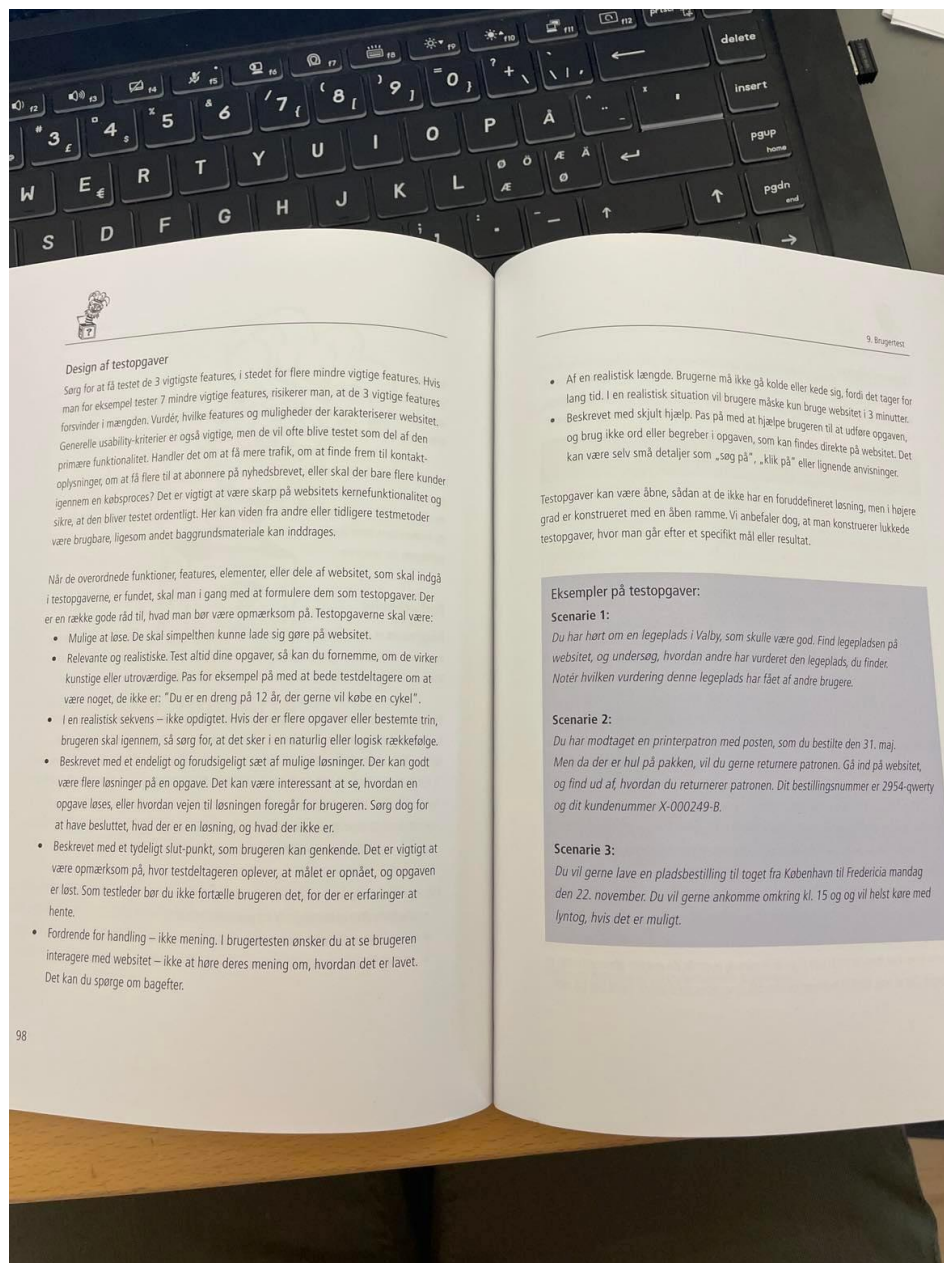 f2
f3
f4
f5
f6
f7
f8
f9
f10
f11
f12
delete
# 3 £
4
% 5
& 6
/ 7 {
( 8 [
) 9 ]
= 0 }
? + \
insert
W
E €
R
T
Y
U
I
O
P
Å
pgup
home
S
D
F
G
H
J
K
L
Ø Ö
Æ
Æ Ä
Ø
pgdn
end
?
Design af testopgaver
Sørg for at få testet de 3 vigtigste features, i stedet for flere mindre vigtige features. Hvis
man for eksempel tester 7 mindre vigtige features, risikerer man, at de 3 vigtige features
forsvinder i mængden. Vurdér, hvilke features og muligheder der karakteriserer websitet.
Generelle usability-kriterier er også vigtige, men de vil ofte blive testet som del af den
primære funktionalitet. Handler det om at få mere trafik, om at finde frem til kontakt-
oplysninger, om at få flere til at abonnere på nyhedsbrevet, eller skal der bare flere kunder
igennem en købsproces? Det er vigtigt at være skarp på websitets kernefunktionalitet og
sikre, at den bliver testet ordentligt. Her kan viden fra andre eller tidligere testmetoder
være brugbare, ligesom andet baggrundsmateriale kan inddrages.
Når de overordnede funktioner, features, elementer, eller dele af websitet, som skal indgå
i testopgaverne, er fundet, skal man i gang med at formulere dem som testopgaver. Der
er en række gode råd til, hvad man bør være opmærksom på. Testopgaverne skal være:
• Mulige at løse. De skal simpelthen kunne lade sig gøre på websitet.
• Relevante og realistiske. Test altid dine opgaver, så kan du fornemme, om de virker
kunstige eller utroværdige. Pas for eksempel på med at bede testdeltagere om at
være noget, de ikke er: "Du er en dreng på 12 år, der gerne vil købe en cykel".
• I en realistisk sekvens – ikke opdigtet. Hvis der er flere opgaver eller bestemte trin,
brugeren skal igennem, så sørg for, at det sker i en naturlig eller logisk rækkefølge.
• Beskrevet med et endeligt og forudsigeligt sæt af mulige løsninger. Der kan godt
være flere løsninger på en opgave. Det kan være interessant at se, hvordan en
opgave løses, eller hvordan vejen til løsningen foregår for brugeren. Sørg dog for
at have besluttet, hvad der er en løsning, og hvad der ikke er.
• Beskrevet med et tydeligt slut-punkt, som brugeren kan genkende. Det er vigtigt at
være opmærksom på, hvor testdeltageren oplever, at målet er opnået, og opgaven
er løst. Som testleder bør du ikke fortælle brugeren det, for der er erfaringer at
hente.
• Fordrende for handling – ikke mening. I brugertesten ønsker du at se brugeren
interagere med websitet – ikke at høre deres mening om, hvordan det er lavet.
Det kan du spørge om bagefter.
98
9. Brugertest
• Af en realistisk længde. Brugerne må ikke gå kolde eller kede sig, fordi det tager for
lang tid. I en realistisk situation vil brugere måske kun bruge websitet i 3 minutter.
• Beskrevet med skjult hjælp. Pas på med at hjælpe brugeren til at udføre opgaven,
og brug ikke ord eller begreber i opgaven, som kan findes direkte på websitet. Det
kan være selv små detaljer som „søg på", „klik på" eller lignende anvisninger.
Testopgaver kan være åbne, sådan at de ikke har en foruddefineret løsning, men i højere
grad er konstrueret med en åben ramme. Vi anbefaler dog, at man konstruerer lukkede
testopgaver, hvor man går efter et specifikt mål eller resultat.
Eksempler på testopgaver:
Scenarie 1:
Du har hørt om en legeplads i Valby, som skulle være god. Find legepladsen på
websitet, og undersøg, hvordan andre har vurderet den legeplads, du finder.
Notér hvilken vurdering denne legeplads har fået af andre brugere.
Scenarie 2:
Du har modtaget en printerpatron med posten, som du bestilte den 31. maj.
Men da der er hul på pakken, vil du gerne returnere patronen. Gå ind på websitet,
og find ud af, hvordan du returnerer patronen. Dit bestillingsnummer er 2954-qwerty
og dit kundenummer X-000249-B.
Scenarie 3:
Du vil gerne lave en pladsbestilling til toget fra København til Fredericia mandag
den 22. november. Du vil gerne ankomme omkring kl. 15 og og vil helst køre med
lyntog, hvis det er muligt.